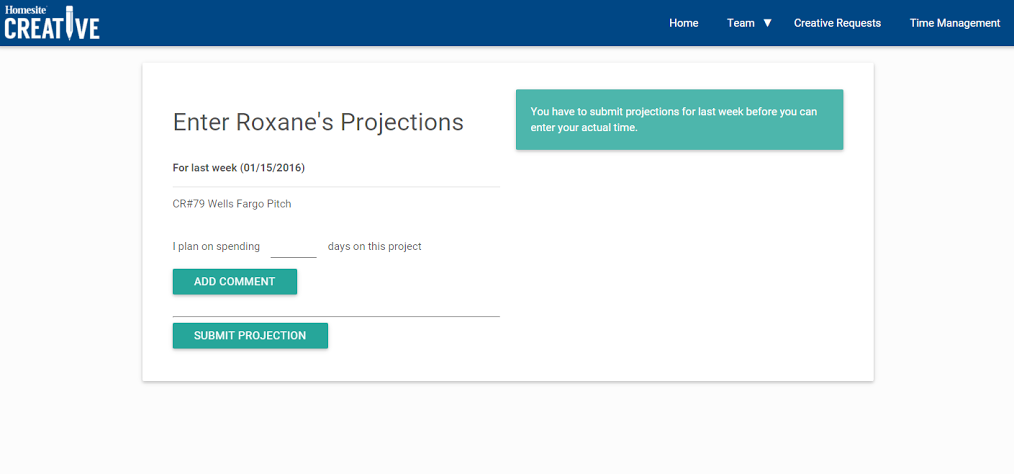 Homesite
CREATIVE
Home
Team ▼
Creative Requests
Time Management
Enter Roxane's Projections
For last week (01/15/2016)
CR#79 Wells Fargo Pitch
I plan on spending days on this project
ADD COMMENT
SUBMIT PROJECTION
You have to submit projections for last week before you can
enter your actual time.